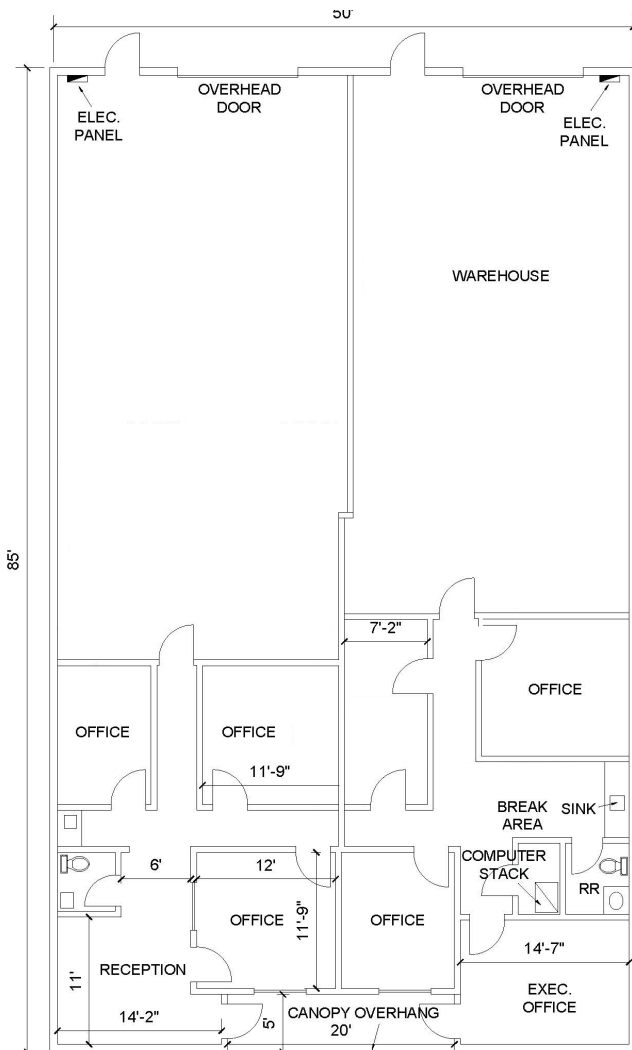 50'
OVERHEAD
DOOR
OVERHEAD
DOOR
ELEC.
PANEL
ELEC.
PANEL
WAREHOUSE
85'
7'-2"
OFFICE
OFFICE
OFFICE
11'-9"
BREAK
AREA
SINK
COMPUTER
STACK
6'
12'
RR
OFFICE
11'-9"
OFFICE
14'-7"
RECEPTION
11'
EXEC.
OFFICE
14'-2"
5'
CANOPY OVERHANG
20'